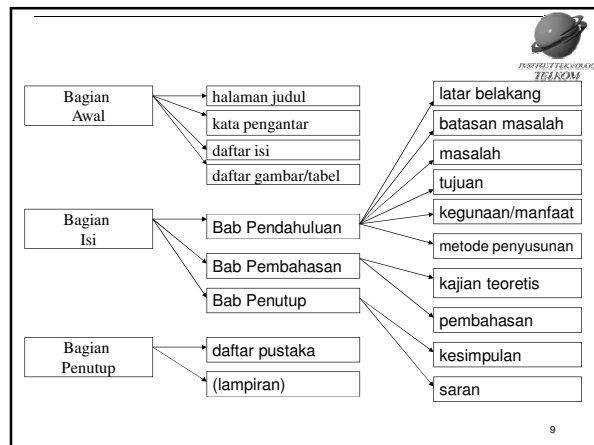 INSTITUT TEKNOLOGI
TELKOM
Bagian
Awal
halaman judul
kata pengantar
daftar isi
daftar gambar/tabel
Bagian
Isi
Bab Pendahuluan
Bab Pembahasan
Bab Penutup
latar belakang
batasan masalah
masalah
tujuan
kegunaan/manfaat
metode penyusunan
kajian teoretis
pembahasan
kesimpulan
saran
Bagian
Penutup
daftar pustaka
(lampiran)
9